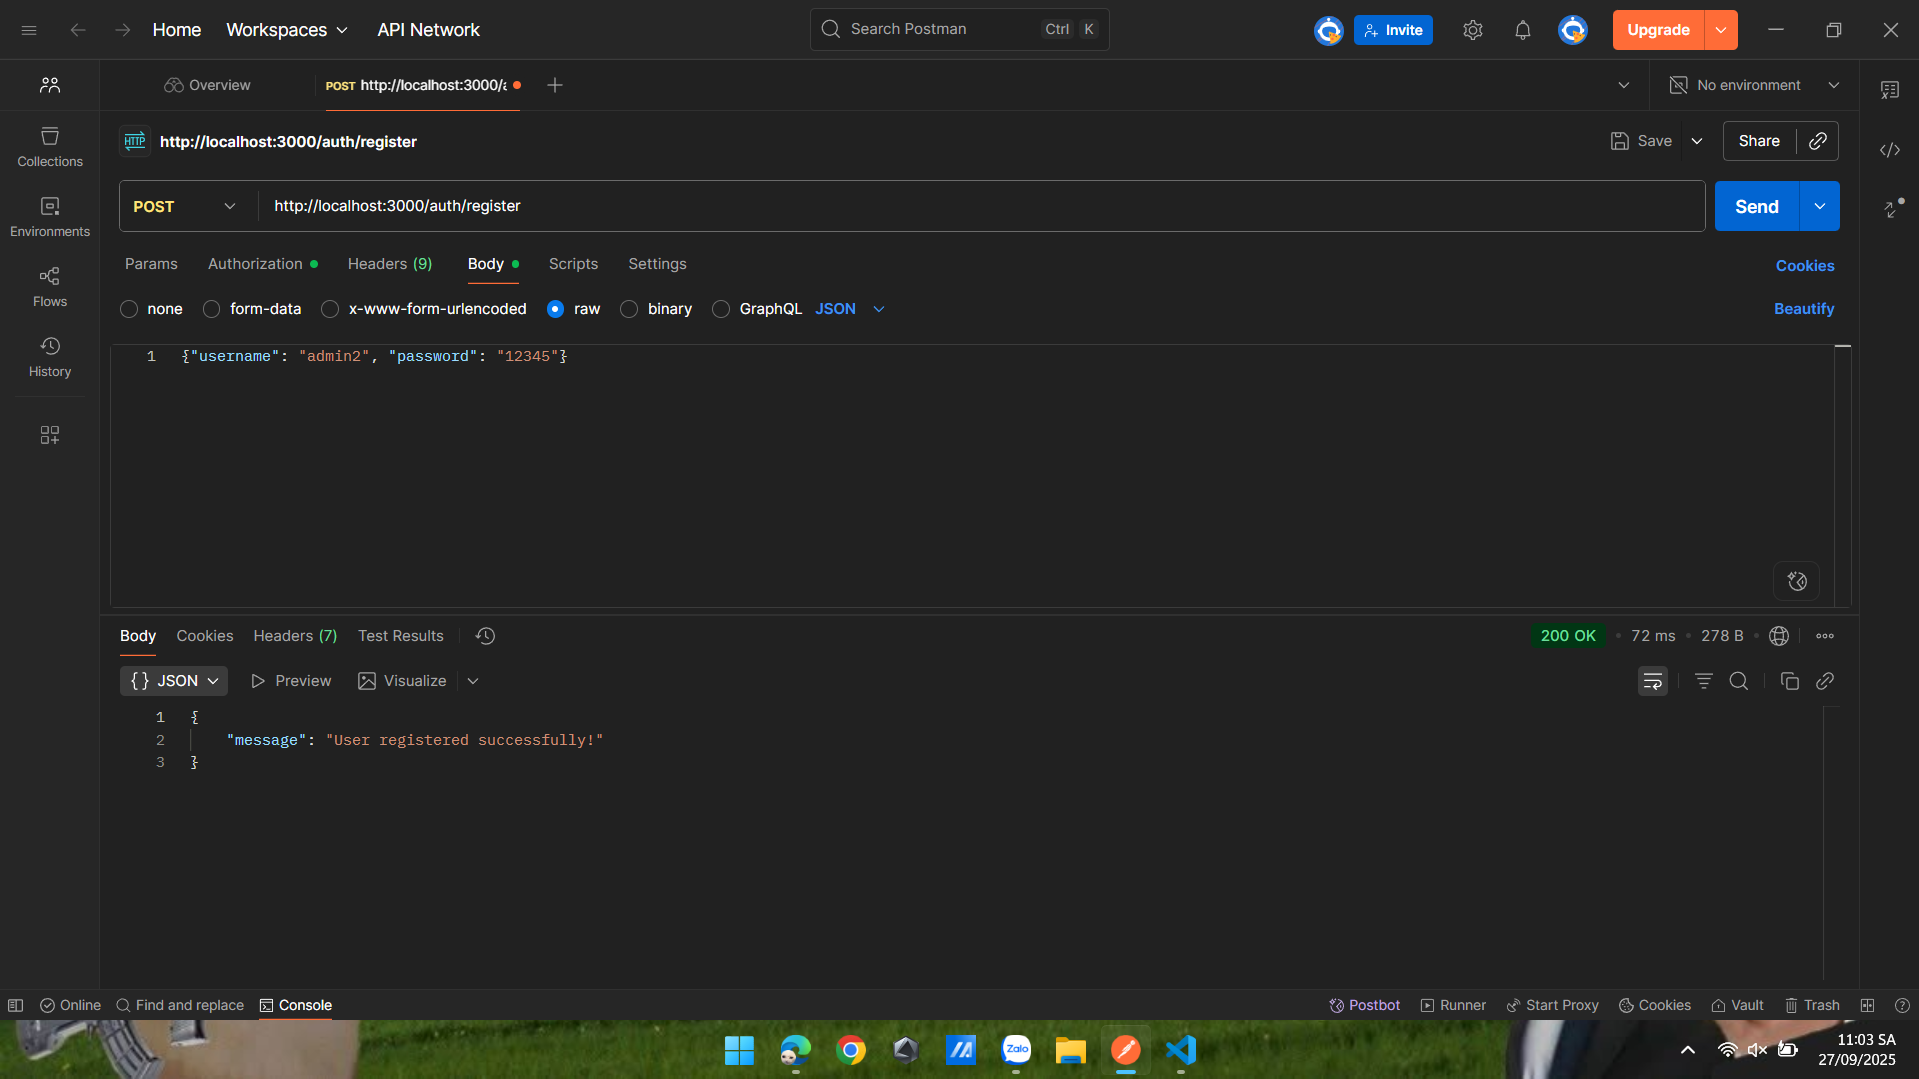 Home Workspaces API Network Search Postman Ctrl K Invite Upgrade
Overview POST http://localhost:3000/a No environment
HTTP http://localhost:3000/auth/register Save Share
Collections
Environments
Flows
History
POST http://localhost:3000/auth/register Send
Params Authorization Headers (9) Body Scripts Settings Cookies
none form-data x-www-form-urlencoded raw binary GraphQL JSON Beautify
1 {"username": "admin2", "password": "12345"}
Body Cookies Headers (7) Test Results 200 OK • 72 ms • 278 B
{} JSON Preview Visualize
1 {
2 "message": "User registered successfully!"
3 }
Online Find and replace Console Postbot Runner Start Proxy Cookies Vault Trash
Zalo
11:03 SA
27/09/2025